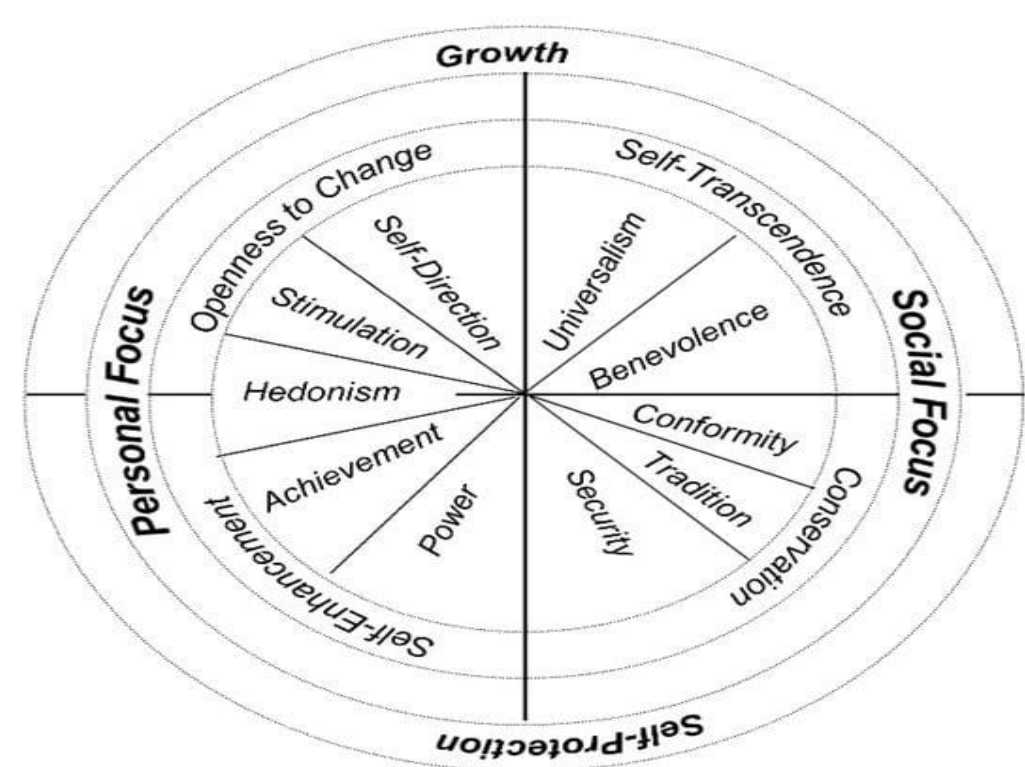 Growth
Openness to Change
Self-Transcendence
Self-Direction
Universalism
Stimulation
Benevolence
Personal Focus
Social Focus
Hedonism
Conformity
Achievement
Tradition
Power
Security
Self-Enhancement
Conservation
Self-Protection